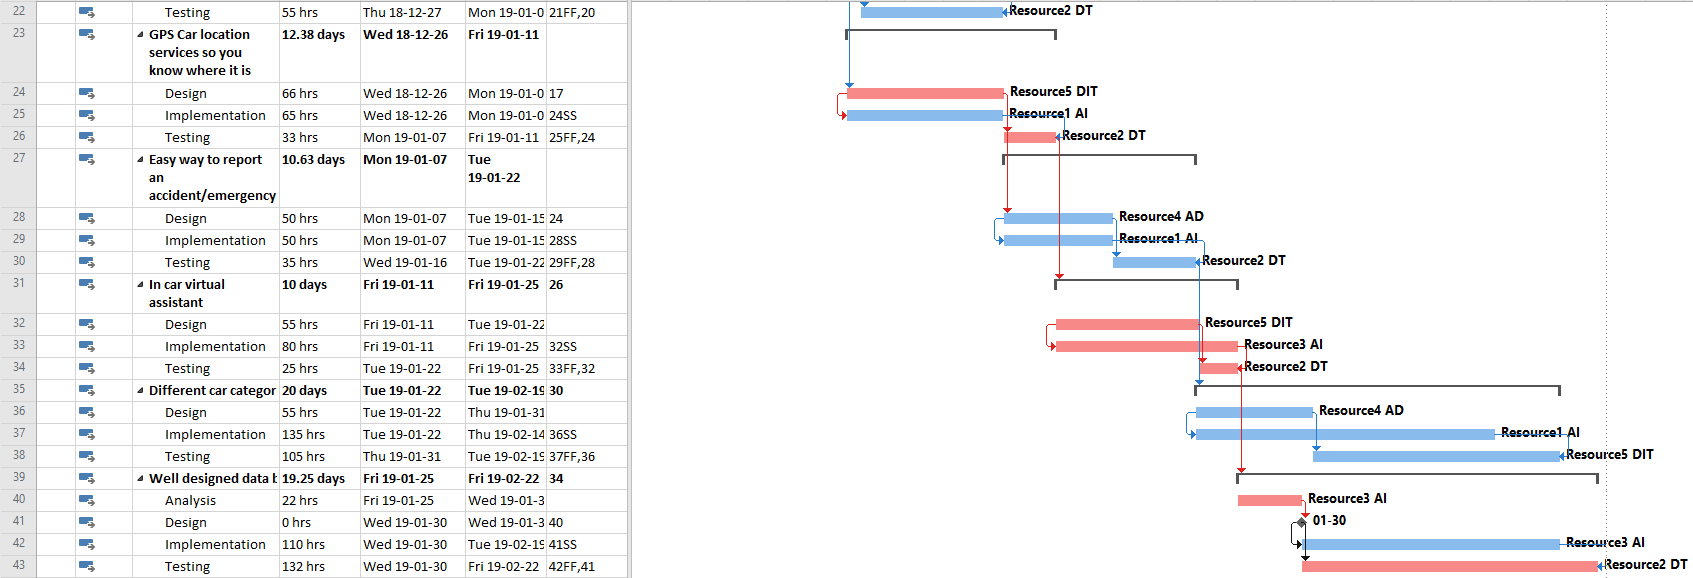 22 Testing 55 hrs Thu 18-12-27 Mon 19-01-0 21FF,20 Resource2 DT
23 GPS Car location 12.38 days Wed 18-12-26 Fri 19-01-11
services so you
know where it is
24 Design 66 hrs Wed 18-12-26 Mon 19-01-0 17 Resource5 DIT
25 Implementation 65 hrs Wed 18-12-26 Mon 19-01-0 24SS Resource1 AI
26 Testing 33 hrs Mon 19-01-07 Fri 19-01-11 25FF,24 Resource2 DT
27 Easy way to report 10.63 days Mon 19-01-07 Tue
an 19-01-22
accident/emergency
28 Design 50 hrs Mon 19-01-07 Tue 19-01-15 24 Resource4 AD
29 Implementation 50 hrs Mon 19-01-07 Tue 19-01-15 28SS Resource1 AI
30 Testing 35 hrs Wed 19-01-16 Tue 19-01-22 29FF,28 Resource2 DT
31 In car virtual 10 days Fri 19-01-11 Fri 19-01-25 26
assistant
32 Design 55 hrs Fri 19-01-11 Tue 19-01-22 Resource5 DIT
33 Implementation 80 hrs Fri 19-01-11 Fri 19-01-25 32SS Resource3 AI
34 Testing 25 hrs Tue 19-01-22 Fri 19-01-25 33FF,32 Resource2 DT
35 Different car categor 20 days Tue 19-01-22 Tue 19-02-19 30
36 Design 55 hrs Tue 19-01-22 Thu 19-01-31 Resource4 AD
37 Implementation 135 hrs Tue 19-01-22 Thu 19-02-14 36SS Resource1 AI
38 Testing 105 hrs Thu 19-01-31 Tue 19-02-19 37FF,36 Resource5 DIT
39 Well designed data b 19.25 days Fri 19-01-25 Fri 19-02-22 34
40 Analysis 22 hrs Fri 19-01-25 Wed 19-01-3 Resource3 AI
41 Design 0 hrs Wed 19-01-30 Wed 19-01-3 40 01-30
42 Implementation 110 hrs Wed 19-01-30 Tue 19-02-19 41SS Resource3 AI
43 Testing 132 hrs Wed 19-01-30 Fri 19-02-22 42FF,41 Resource2 DT